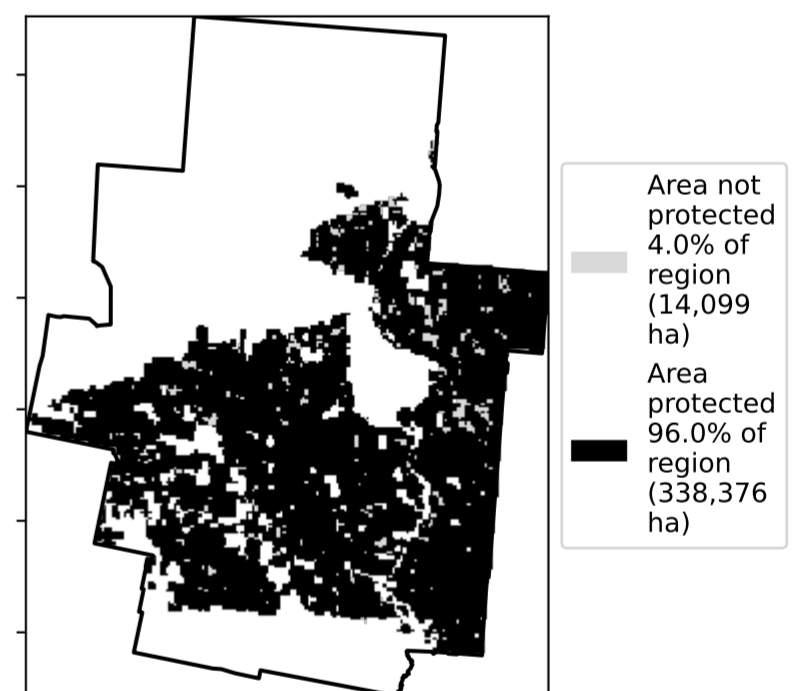 Area not
protected
4.0% of
region
(14,099
ha)
Area
protected
96.0% of
region
(338,376
ha)